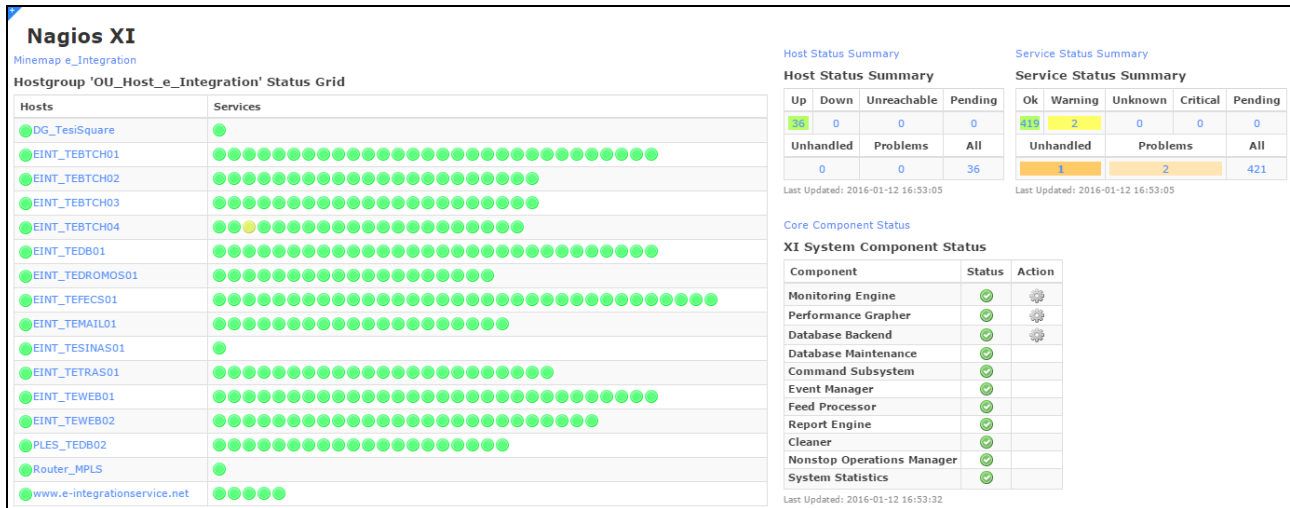 Nagios XI
Minemap e_Integration
Hostgroup 'OU_Host_e_Integration' Status Grid
Hosts Services
DG_TesiSquare
EINT_TEBTCH01
EINT_TEBTCH02
EINT_TEBTCH03
EINT_TEBTCH04
EINT_TEDB01
EINT_TEDROMOS01
EINT_TEFECS01
EINT_TEMAIL01
EINT_TESINAS01
EINT_TETRAS01
EINT_TEWEB01
EINT_TEWEB02
PLES_TEDB02
Router_MPLS
www.e-integrationservice.net
Host Status Summary
Host Status Summary
Up Down Unreachable Pending
36 0 0 0
Unhandled Problems All
0 0 36
Last Updated: 2016-01-12 16:53:05
Service Status Summary
Service Status Summary
Ok Warning Unknown Critical Pending
419 2 0 0 0
Unhandled Problems All
1 2 421
Last Updated: 2016-01-12 16:53:05
Core Component Status
XI System Component Status
Component Status Action
Monitoring Engine
Performance Grapher
Database Backend
Database Maintenance
Command Subsystem
Event Manager
Feed Processor
Report Engine
Cleaner
Nonstop Operations Manager
System Statistics
Last Updated: 2016-01-12 16:53:32